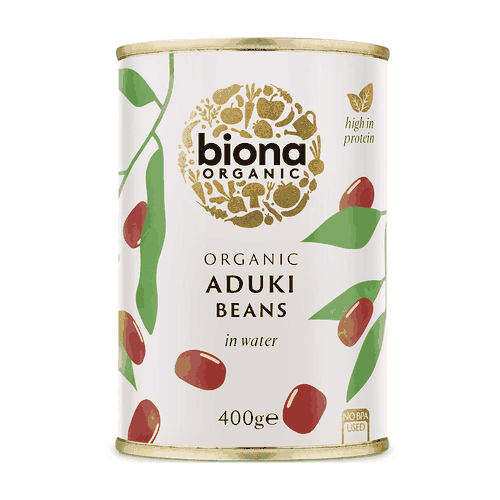 biona
ORGANIC
high in
protein
ORGANIC
ADUKI
BEANS
in water
400g℮
NO BPA
USED